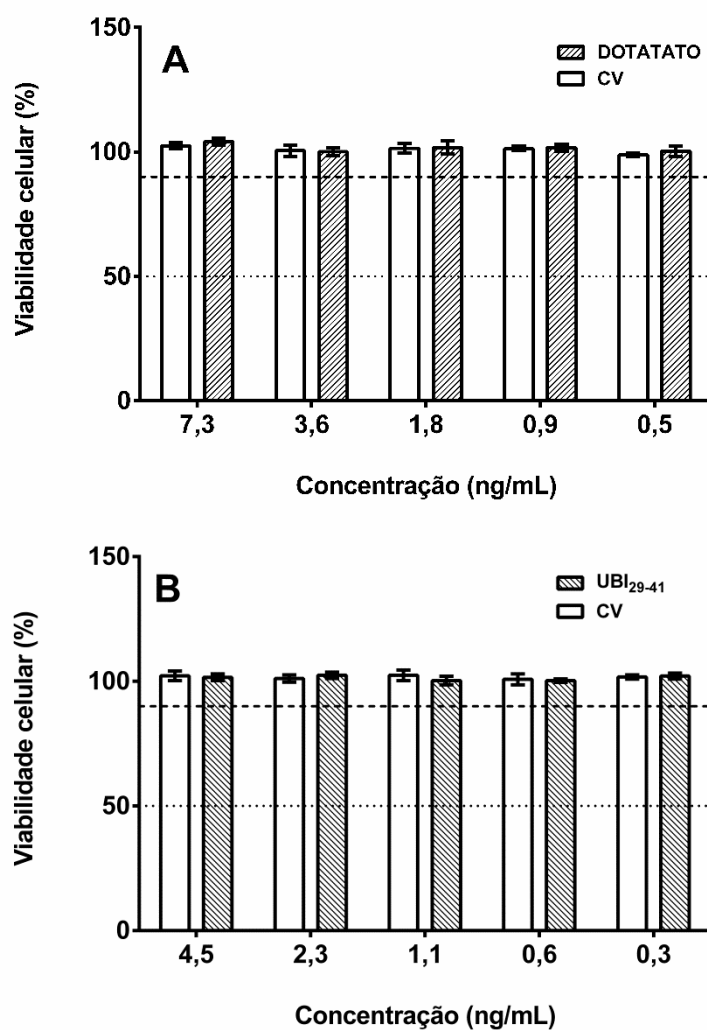 150
A
DOTATATO
CV
100
50
0
Viabilidade celular (%)
7,3 3,6 1,8 0,9 0,5
Concentração (ng/mL)
150
B
UBI29-41
CV
100
50
0
Viabilidade celular (%)
4,5 2,3 1,1 0,6 0,3
Concentração (ng/mL)